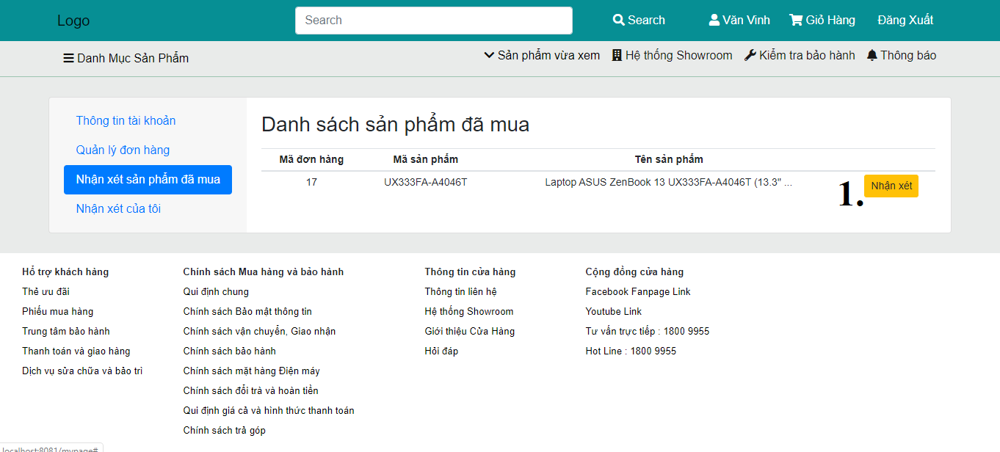 Logo Search Search Văn Vinh Giỏ Hàng Đăng Xuất
Danh Mục Sản Phẩm Sản phẩm vừa xem Hệ thống Showroom Kiểm tra bảo hành Thông báo
Thông tin tài khoản
Quản lý đơn hàng
Nhận xét sản phẩm đã mua
Nhận xét của tôi
Danh sách sản phẩm đã mua
Mã đơn hàng Mã sản phẩm Tên sản phẩm
17 UX333FA-A4046T Laptop ASUS ZenBook 13 UX333FA-A4046T (13.3" ... 1. Nhận xét
Hổ trợ khách hàng
Thẻ ưu đãi
Phiếu mua hàng
Trung tâm bảo hành
Thanh toán và giao hàng
Dịch vụ sửa chữa và bảo trì
Chính sách Mua hàng và bảo hành
Qui định chung
Chính sách Bảo mật thông tin
Chính sách vận chuyển, Giao nhận
Chính sách bảo hành
Chính sách mặt hàng Điện máy
Chính sách đổi trà và hoàn tiền
Qui định giá cả và hình thức thanh toán
Chính sách trả góp
Thông tin cửa hàng
Thông tin liên hệ
Hệ thống Showroom
Giới thiệu Cửa Hàng
Hỏi đáp
Cộng đồng cửa hàng
Facebook Fanpage Link
Youtube Link
Tư vấn trực tiếp : 1800 9955
Hot Line : 1800 9955
localhost:8081/mypage#